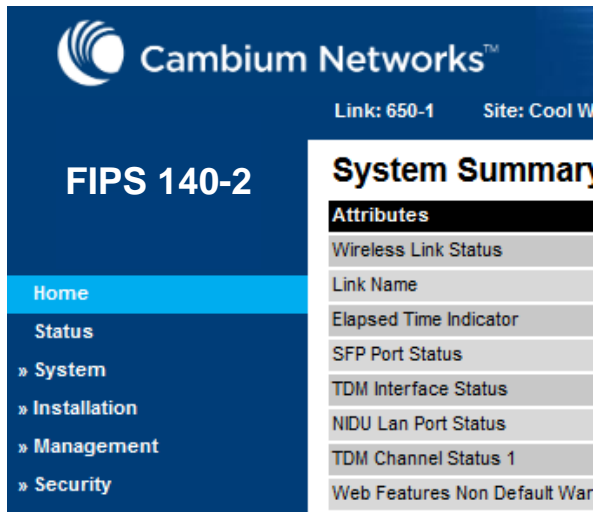 Cambium Networks™
Link: 650-1 Site: Cool
FIPS 140-2
System Summary
Attributes
Wireless Link Status
Link Name
Elapsed Time Indicator
SFP Port Status
TDM Interface Status
NIDU Lan Port Status
TDM Channel Status 1
Web Features Non Default
Home
Status
» System
» Installation
» Management
» Security